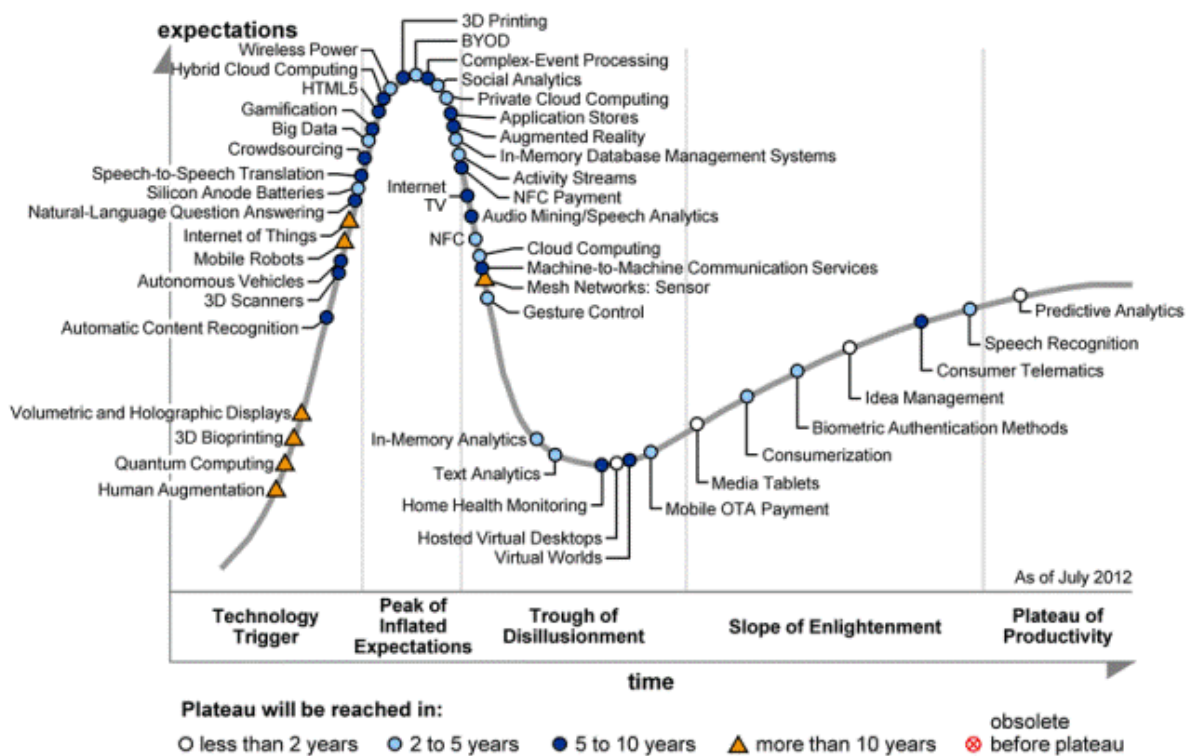 expectations
3D Printing
Wireless Power
BYOD
Hybrid Cloud Computing
Complex-Event Processing
HTML5
Social Analytics
Gamification
Private Cloud Computing
Big Data
Application Stores
Crowdsourcing
Augmented Reality
Speech-to-Speech Translation
In-Memory Database Management Systems
Silicon Anode Batteries
Activity Streams
Natural-Language Question Answering
NFC Payment
Internet of Things
Internet
TV
Mobile Robots
Audio Mining/Speech Analytics
Autonomous Vehicles
NFC
3D Scanners
Cloud Computing
Automatic Content Recognition
Machine-to-Machine Communication Services
Mesh Networks: Sensor
Gesture Control
Predictive Analytics
Speech Recognition
Consumer Telematics
Idea Management
Biometric Authentication Methods
Consumerization
Media Tablets
Volumetric and Holographic Displays
3D Bioprinting
Quantum Computing
Human Augmentation
In-Memory Analytics
Text Analytics
Home Health Monitoring
Mobile OTA Payment
Hosted Virtual Desktops
Virtual Worlds
As of July 2012
Technology
Trigger
Peak of
Inflated
Expectations
Trough of
Disillusionment
Slope of Enlightenment
Plateau of
Productivity
time
Plateau will be reached in:
less than 2 years
2 to 5 years
5 to 10 years
more than 10 years
obsolete
before plateau